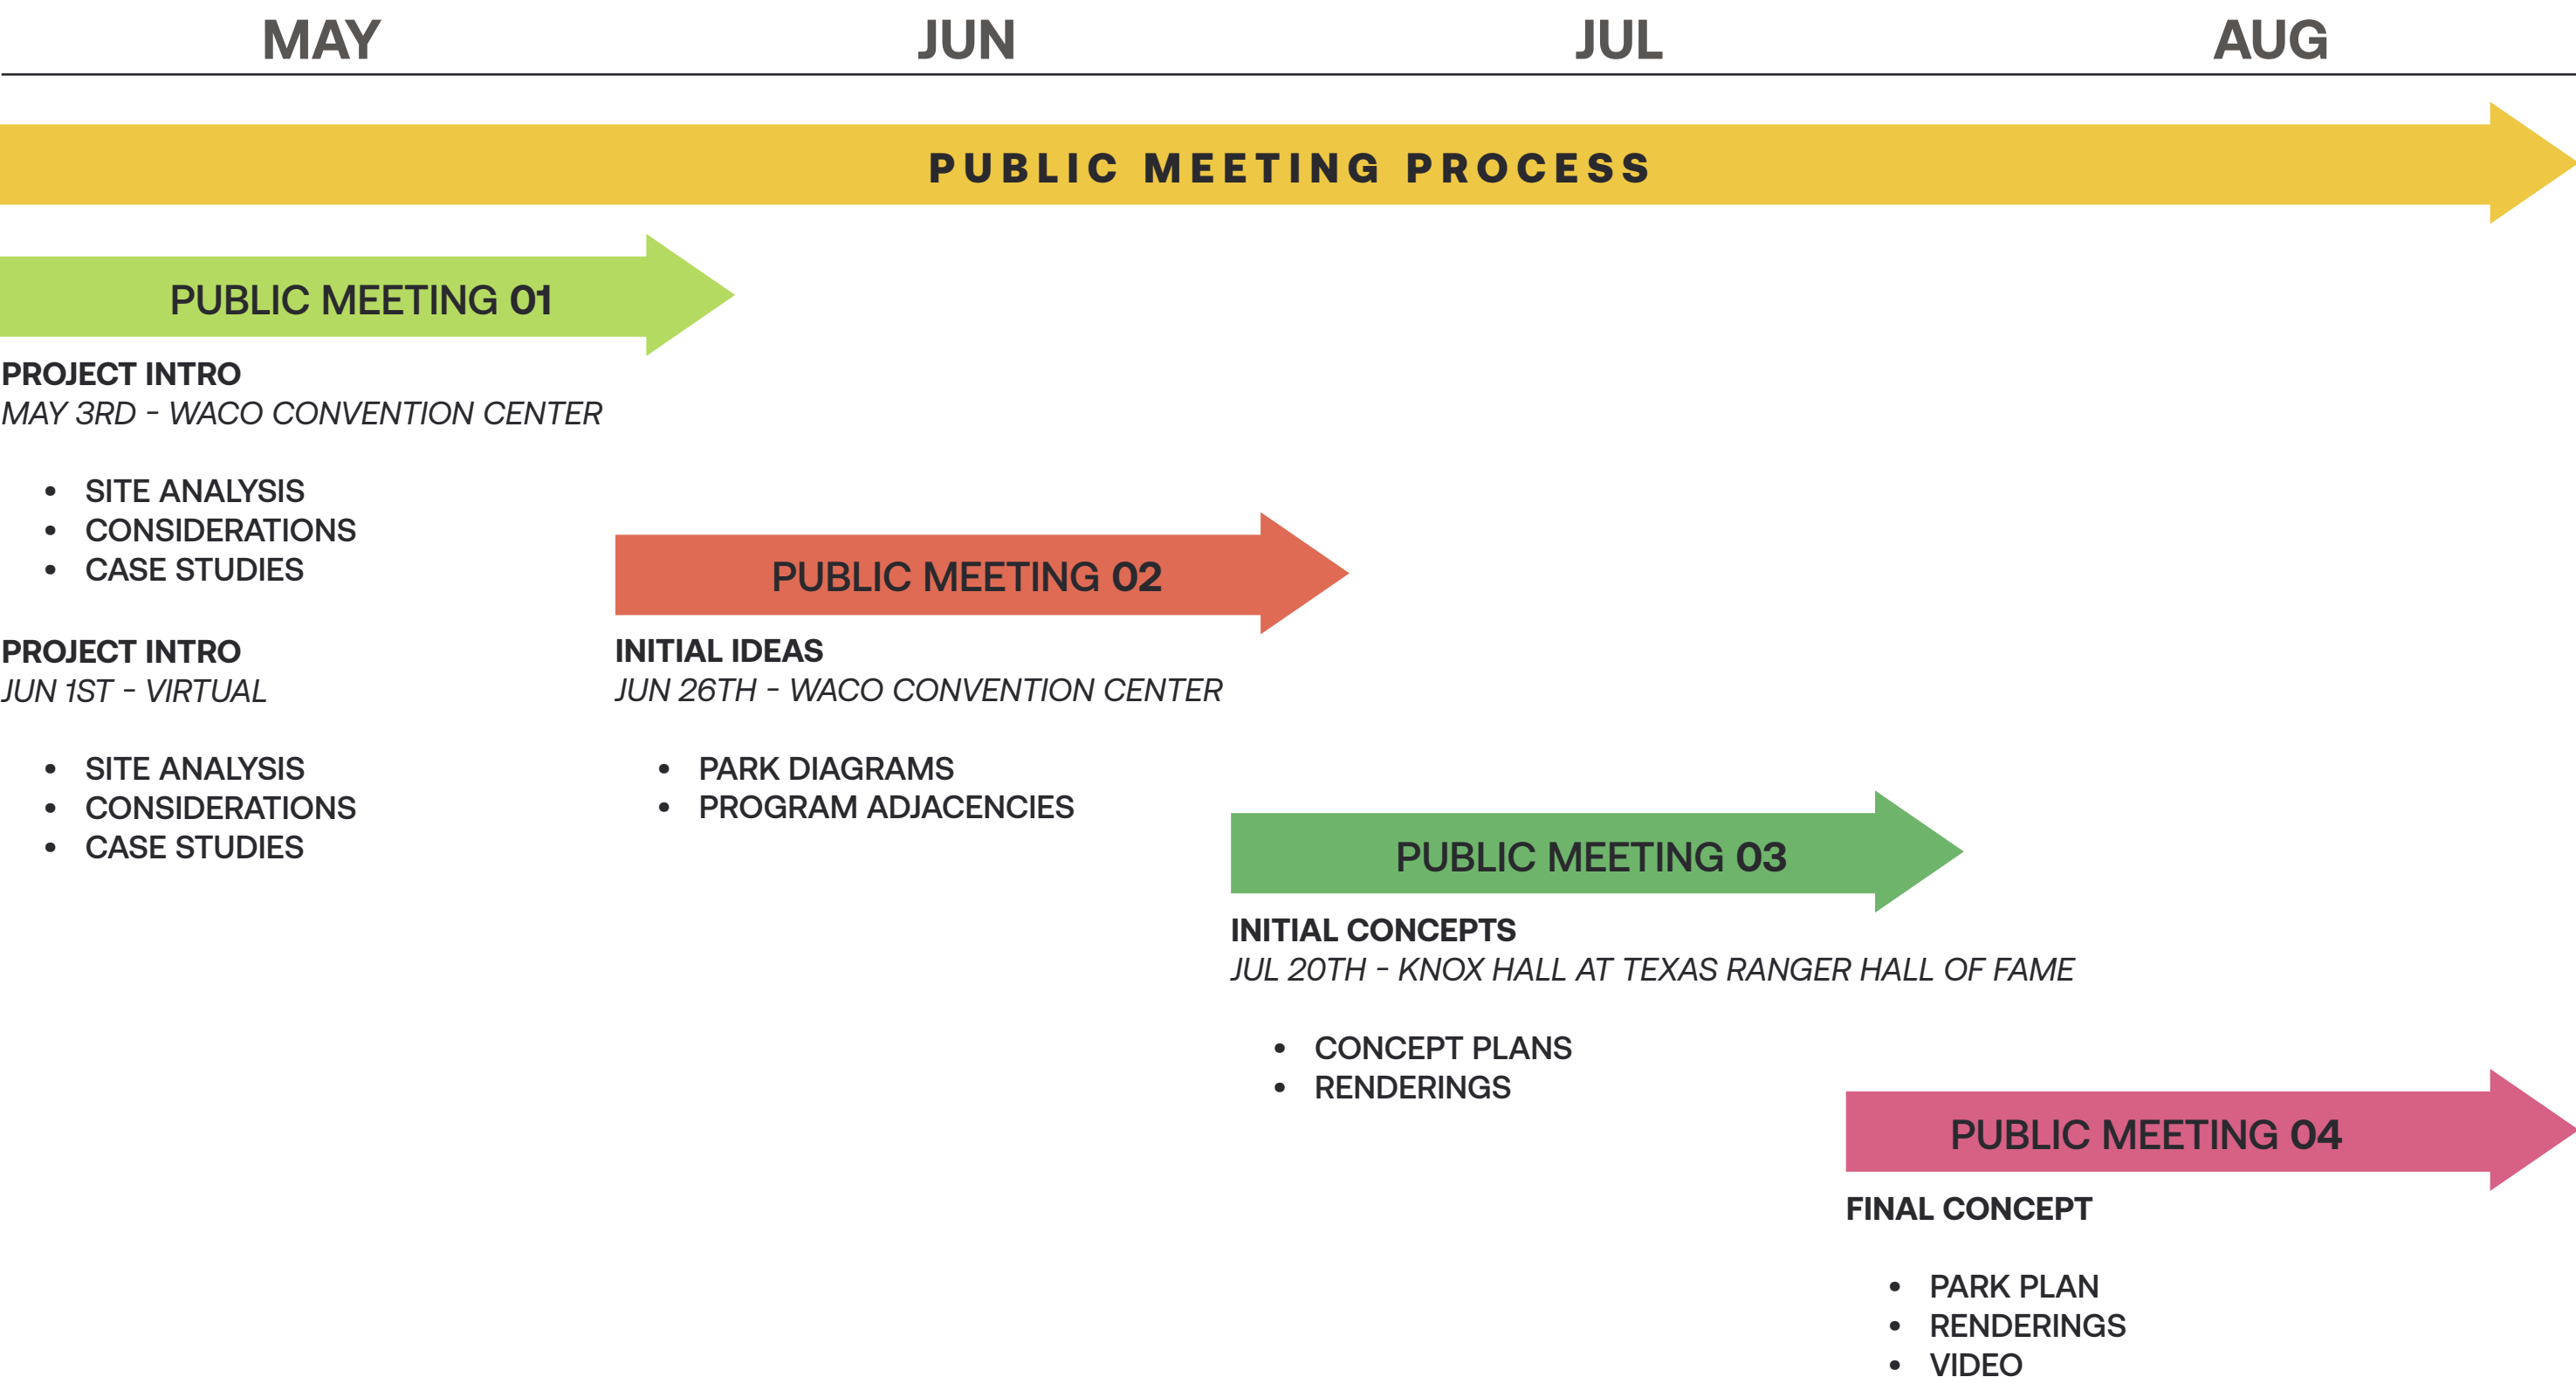 MAY JUN JUL AUG
PUBLIC MEETING PROCESS
PUBLIC MEETING 01
PROJECT INTRO
MAY 3RD - WACO CONVENTION CENTER
• SITE ANALYSIS
• CONSIDERATIONS
• CASE STUDIES
PROJECT INTRO
JUN 1ST - VIRTUAL
• SITE ANALYSIS
• CONSIDERATIONS
• CASE STUDIES
PUBLIC MEETING 02
INITIAL IDEAS
JUN 26TH - WACO CONVENTION CENTER
• PARK DIAGRAMS
• PROGRAM ADJACENCIES
PUBLIC MEETING 03
INITIAL CONCEPTS
JUL 20TH - KNOX HALL AT TEXAS RANGER HALL OF FAME
• CONCEPT PLANS
• RENDERINGS
PUBLIC MEETING 04
FINAL CONCEPT
• PARK PLAN
• RENDERINGS
• VIDEO